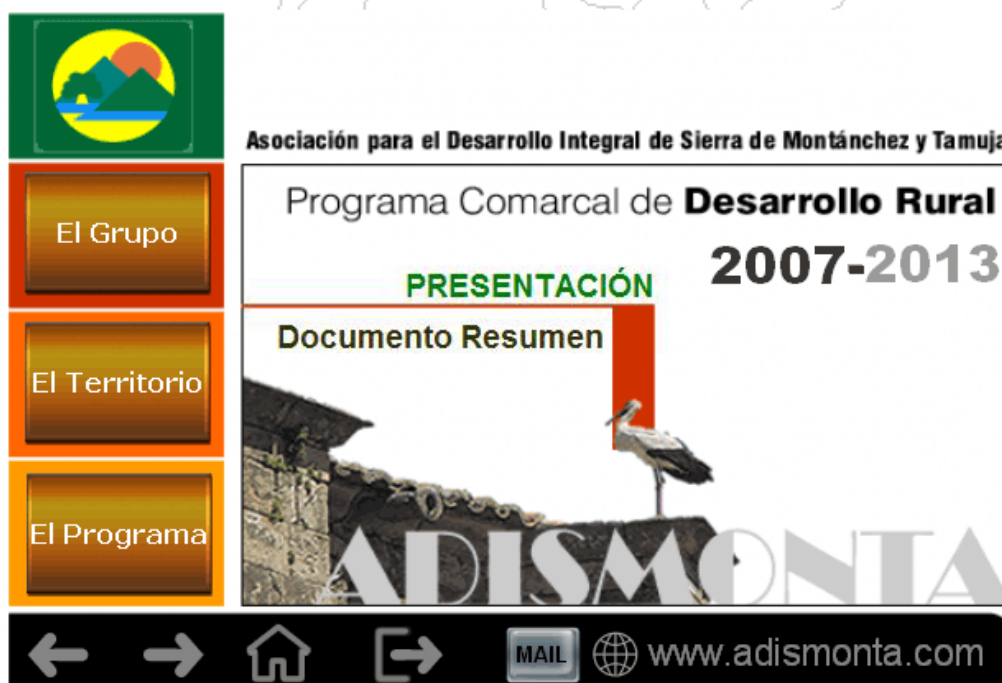 Asociación para el Desarrollo Integral de Sierra de Montánchez y Tamuja
El Grupo
El Territorio
El Programa
Programa Comarcal de Desarrollo Rural
2007-2013
PRESENTACIÓN
Documento Resumen
ADISMONTA
MAIL
www.adismonta.com